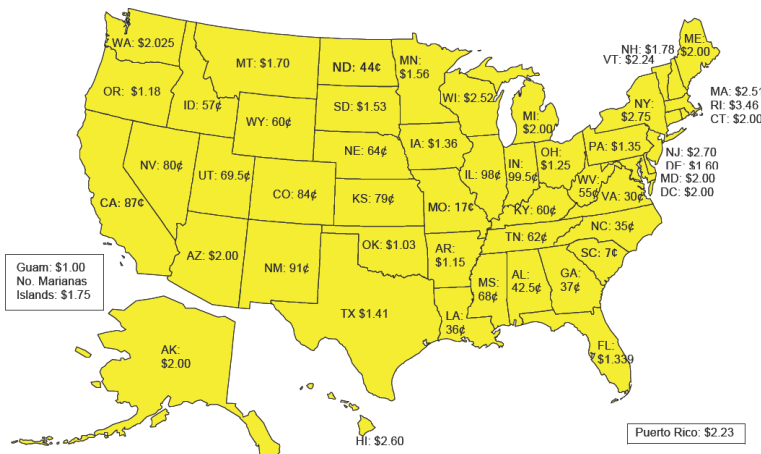 WA: $2.025
MT: $1.70
ND: 44¢
MN:
$1.56
NH: $1.78
VT: $2.24
ME:
$2.00
OR: $1.18
ID: 57¢
WY: 60¢
SD: $1.53
WI: $2.52
MI:
$2.00
NY:
$2.75
MA: $2.51
RI: $3.46
CT: $2.00
NV: 80¢
UT: 69.5¢
CO: 84¢
NE: 64¢
IA: $1.36
IL: 98¢
IN:
99.5¢
OH:
$1.25
PA: $1.35
NJ: $2.70
DE: $1.60
MD: $2.00
DC: $2.00
CA: 87¢
KS: 79¢
MO: 17¢
KY: 60¢
WV:
55¢
VA: 30¢
AZ: $2.00
NM: 91¢
OK: $1.03
AR:
$1.15
TN: 62¢
NC: 35¢
SC: 7¢
TX $1.41
LA:
36¢
MS:
68¢
AL:
42.5¢
GA:
37¢
FL:
$1.339
Guam: $1.00
No. Marianas
Islands: $1.75
AK:
$2.00
HI: $2.60
Puerto Rico: $2.23